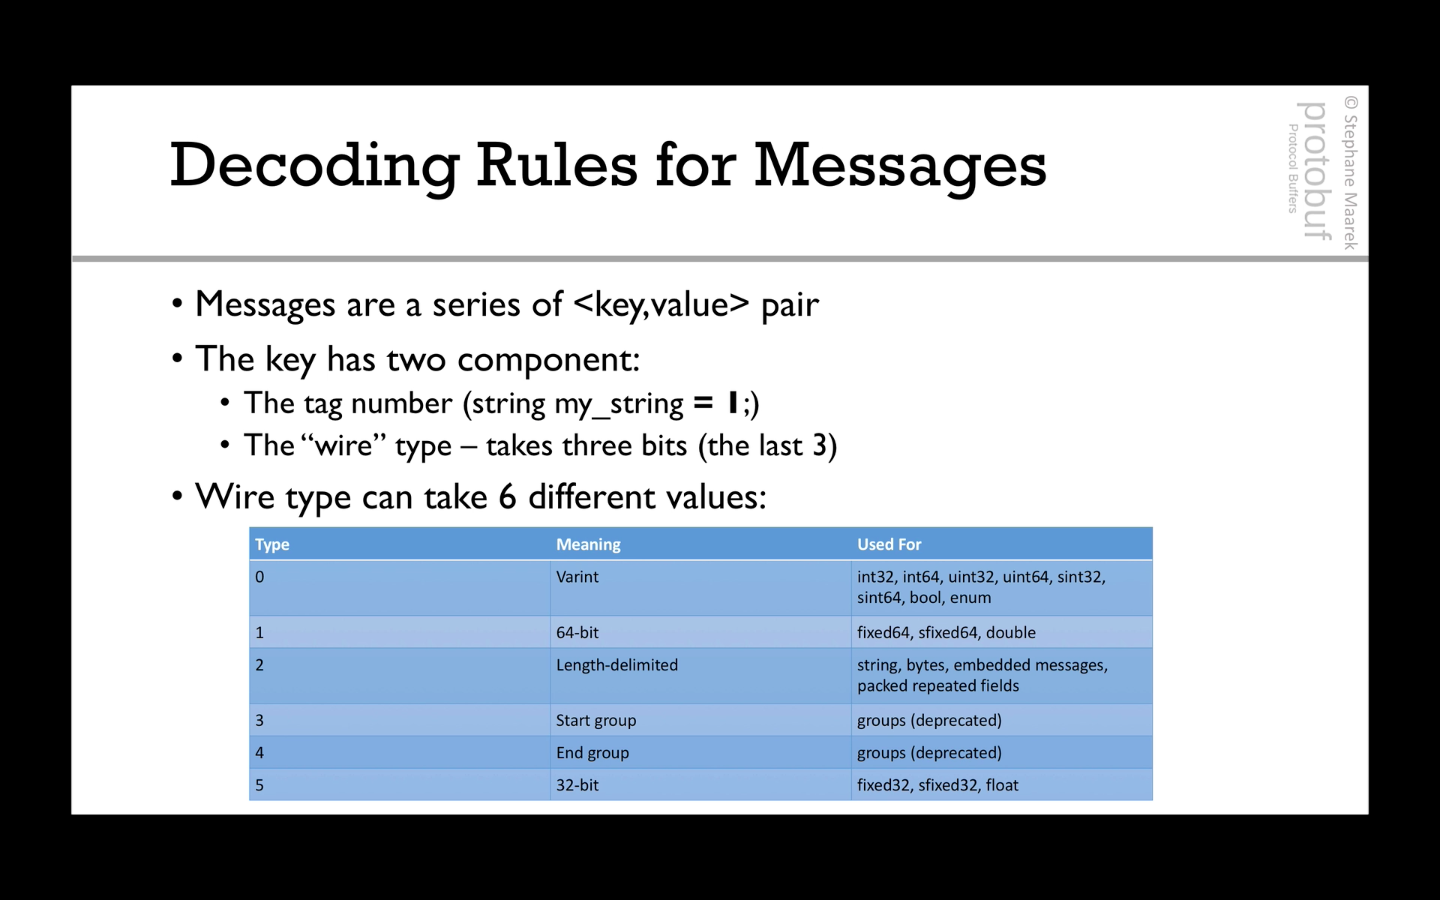 Decoding Rules for Messages
© Stephane Maarek
protobuf
Protocol Buffers
• Messages are a series of <key,value> pair
• The key has two component:
• The tag number (string my_string = 1;)
• The “wire” type – takes three bits (the last 3)
• Wire type can take 6 different values:
Type Meaning Used For
0 Varint int32, int64, uint32, uint64, sint32,
sint64, bool, enum
1 64-bit fixed64, sfixed64, double
2 Length-delimited string, bytes, embedded messages,
packed repeated fields
3 Start group groups (deprecated)
4 End group groups (deprecated)
5 32-bit fixed32, sfixed32, float